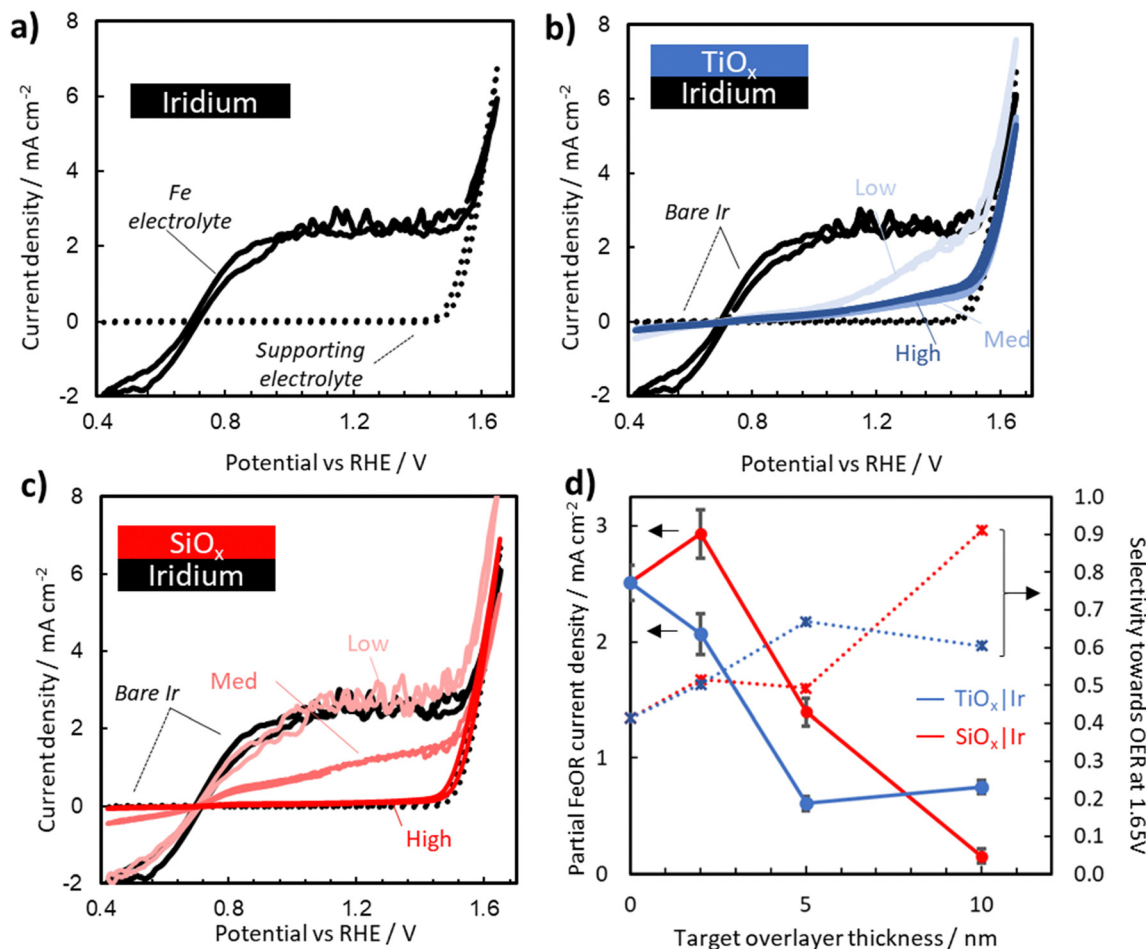 a)
8
6
4
2
0
-2
Current density / mA cm⁻²
Iridium
Fe
electrolyte
Supporting
electrolyte
0.4
0.8
1.2
1.6
Potential vs RHE / V
b)
8
6
4
2
0
-2
Current density / mA cm⁻²
TiOₓ
Iridium
Bare Ir
Low
Med
High
0.4
0.8
1.2
1.6
Potential vs RHE / V
c)
8
6
4
2
0
-2
Current density / mA cm⁻²
SiOₓ
Iridium
Bare Ir
Med
Low
High
0.4
0.8
1.2
1.6
Potential vs RHE / V
d)
3
2
1
0
Partial FeOR current density / mA cm⁻²
1.0
0.9
0.8
0.7
0.6
0.5
0.4
0.3
0.2
0.1
0
Selectivity towards OER at 1.65V
TiOₓ|Ir
SiOₓ|Ir
0
5
10
Target overlayer thickness / nm